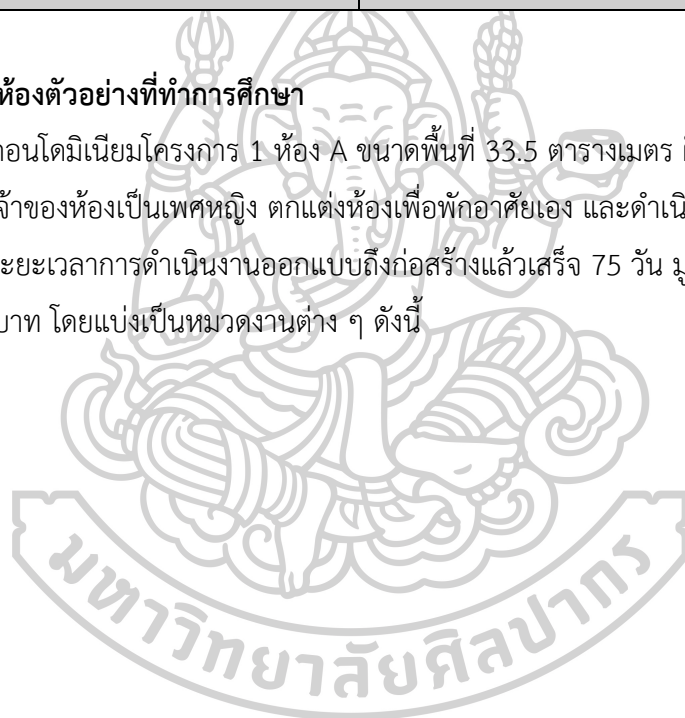 ห้องตัวอย่างที่ทำการศึกษา
คอนโดมิเนียมโครงการ 1 ห้อง A ขนาดพื้นที่ 33.5 ตารางเมตร
เจ้าของห้องเป็นเพศหญิง ตกแต่งห้องเพื่อพักอาศัยเอง และดำเนิ
ระยะเวลาการดำเนินงานออกแบบถึงก่อสร้างแล้วเสร็จ 75 วัน มู
บาท โดยแบ่งเป็นหมวดงานต่าง ๆ ดังนี้
มหาวิทยาลัยศิลปากร